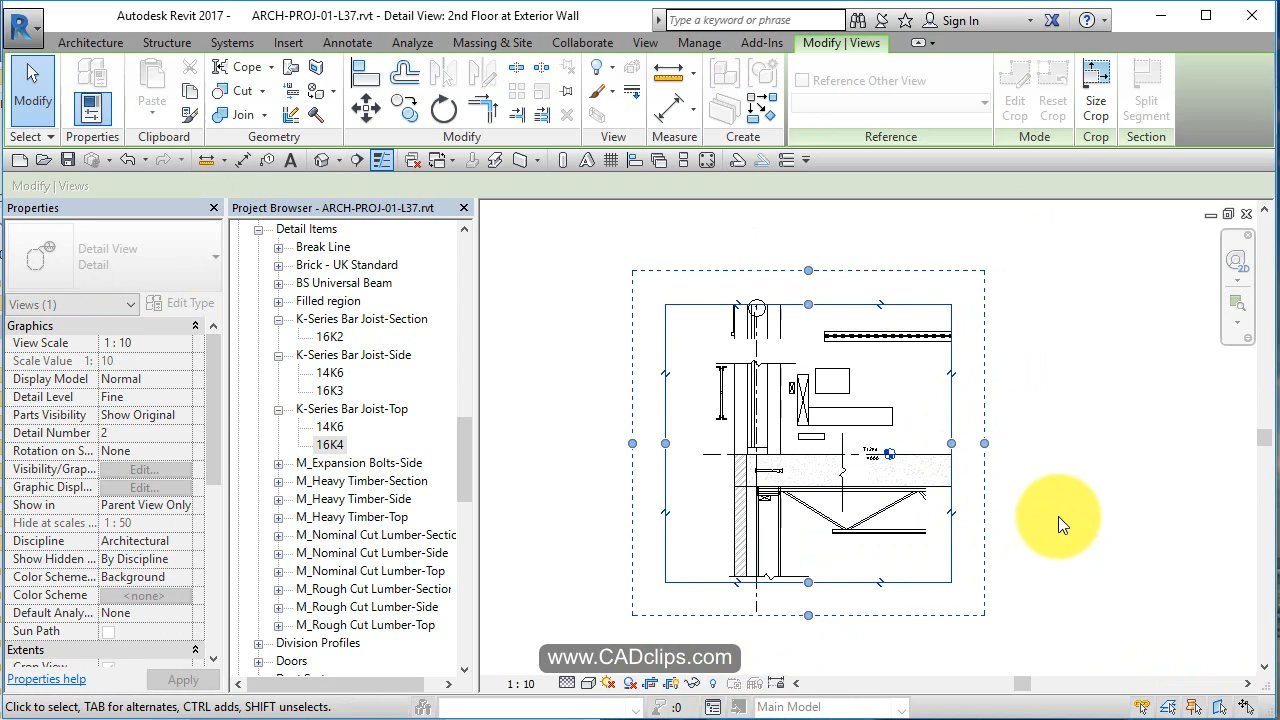 Autodesk Revit 2017 - ARCH-PROJ-01-L37.rvt - Detail View: 2nd Floor at Exterior Wall
Type a keyword or phrase
Sign In
Architecture Structure Systems Insert Annotate Analyze Massing & Site Collaborate View Manage Add-Ins Modify | Views
Modify
Paste
Cope
Cut
Join
Reference Other View
Edit Crop
Reset Crop
Size Crop
Split Segment
Select Properties Clipboard Geometry Modify View Measure Create Reference Mode Crop Section
Modify | Views
Properties
Detail View
Detail
Views (1)
Edit Type
Graphics
View Scale 1 : 10
Scale Value 1: 10
Display Model Normal
Detail Level Fine
Parts Visibility Show Original
Detail Number 2
Rotation on S... None
Visibility/Grap... Edit...
Graphic Displ... Edit...
Show in Parent View Only
Hide at scales ... 1 : 50
Discipline Architectural
Show Hidden ... By Discipline
Color Scheme... Background
Color Scheme <none>
Default Analy... None
Sun Path
Extents
Properties help
Apply
Project Browser - ARCH-PROJ-01-L37.rvt
Detail Items
Break Line
Brick - UK Standard
BS Universal Beam
Filled region
K-Series Bar Joist-Section
16K2
K-Series Bar Joist-Side
14K6
16K3
K-Series Bar Joist-Top
14K6
16K4
M_Expansion Bolts-Side
M_Heavy Timber-Section
M_Heavy Timber-Side
M_Heavy Timber-Top
M_Nominal Cut Lumber-Sectic
M_Nominal Cut Lumber-Side
M_Nominal Cut Lumber-Top
M_Rough Cut Lumber-Section
M_Rough Cut Lumber-Side
M_Rough Cut Lumber-Top
Division Profiles
Doors
2D
www.CADclips.com
1 : 10
Click to select, TAB for alternates, CTRL adds, SHIFT unselects.
:0
Main Model